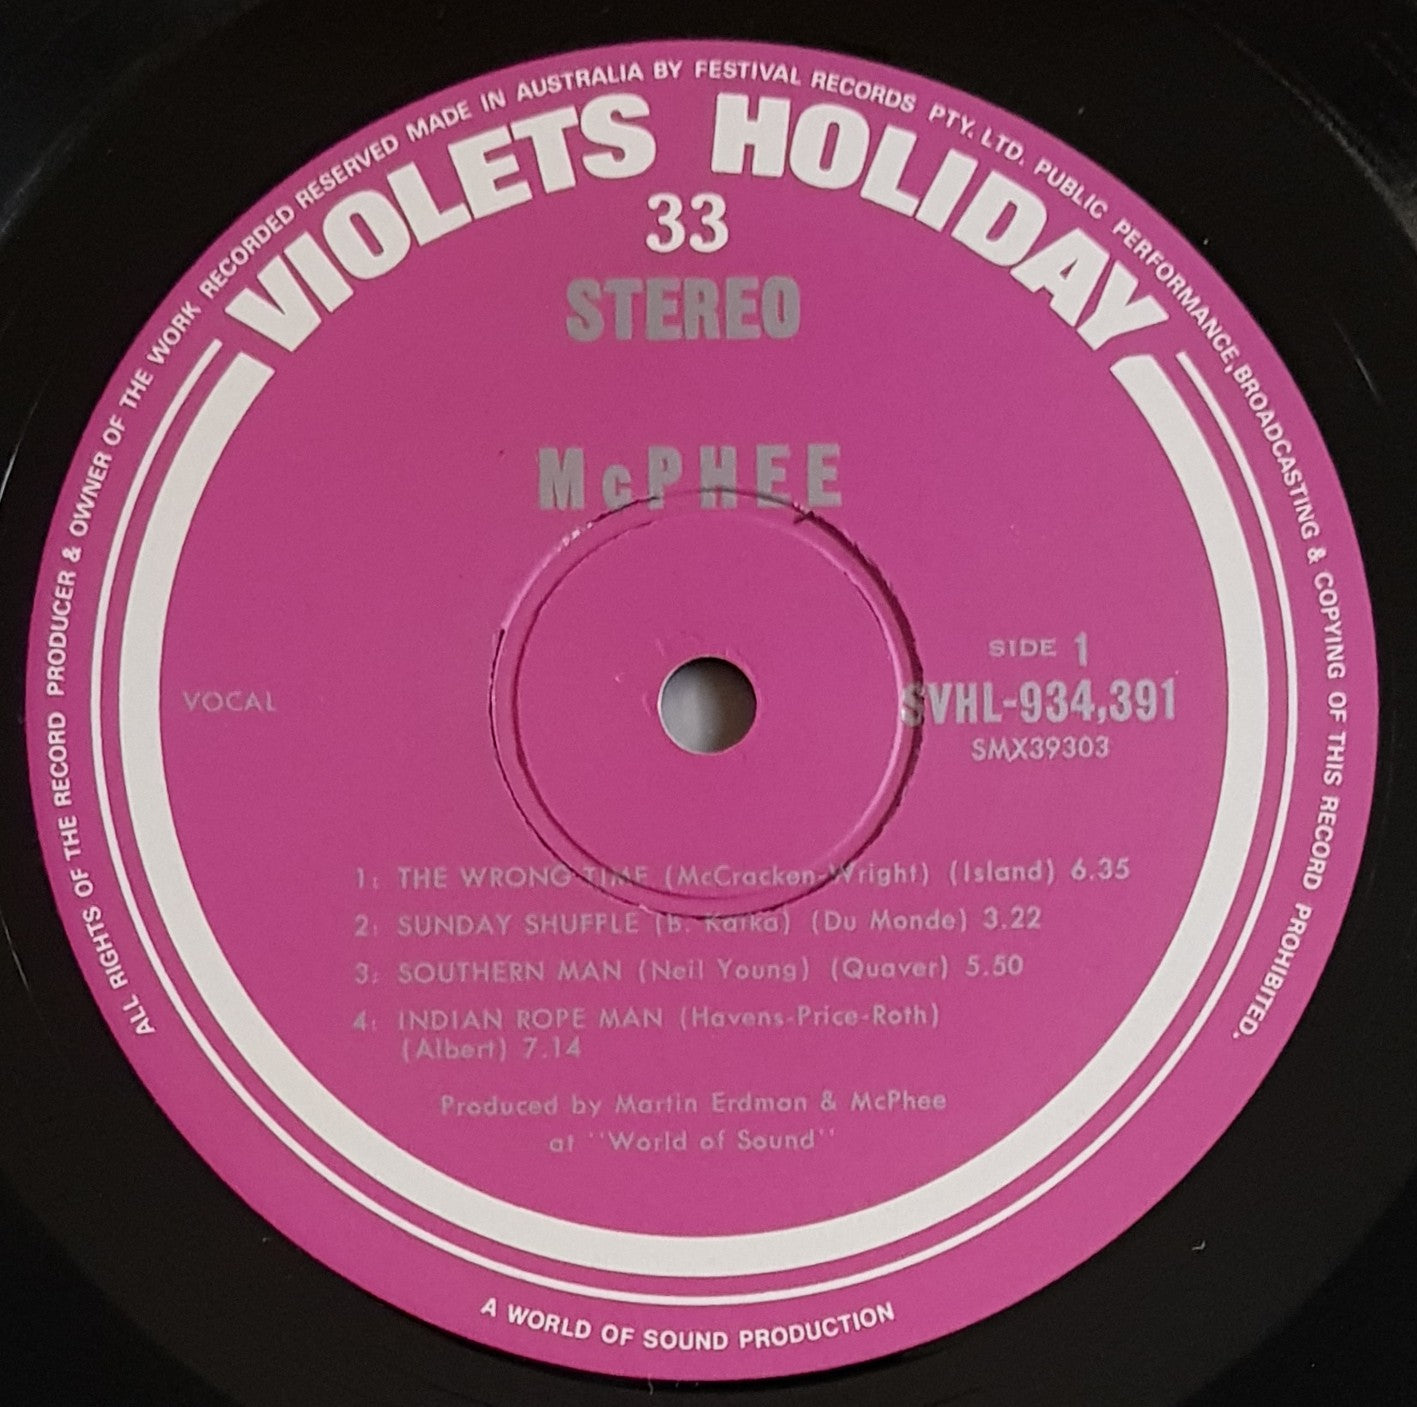 ALL RIGHTS OF THE RECORD PRODUCER & OWNER OF THE WORK RECORDED RESERVED MADE IN AUSTRALIA BY FESTIVAL RECORDS PTY. LTD. PUBLIC PERFORMANCE, BROADCASTING & COPYING OF THIS RECORD PROHIBITED.
VIOLETS HOLIDAY
33
STEREO
McPHEE
SIDE 1
VOCAL
SVHL-934,391
SMX39303
1: THE WRONG TIME (McCracken-Wright) (Island) 6.35
2: SUNDAY SHUFFLE (B. Kafka) (Du Monde) 3.22
3: SOUTHERN MAN (Neil Young) (Quaver) 5.50
4: INDIAN ROPE MAN (Havens-Price-Roth)
(Albert) 7.14
Produced by Martin Erdman & McPhee
at "World of Sound"
A WORLD OF SOUND PRODUCTION